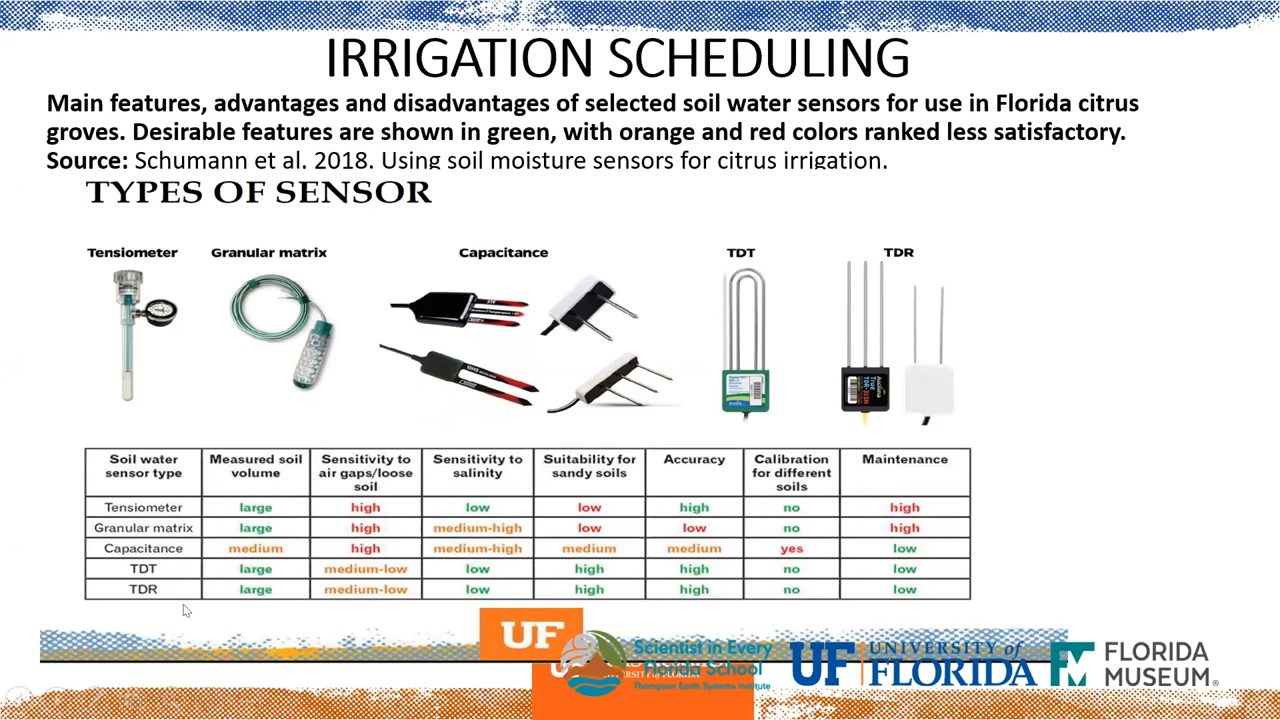 IRRIGATION SCHEDULING
Main features, advantages and disadvantages of selected soil water sensors for use in Florida citrus
groves. Desirable features are shown in green, with orange and red colors ranked less satisfactory.
Source: Schumann et al. 2018. Using soil moisture sensors for citrus irrigation.
TYPES OF SENSOR
Tensiometer Granular matrix Capacitance TDT TDR
Soil water sensor type Measured soil volume Sensitivity to air gaps/loose soil Sensitivity to salinity Suitability for sandy soils Accuracy Calibration for different soils Maintenance
Tensiometer large high low low high no high
Granular matrix large high medium-high low low no high
Capacitance medium high medium-high medium medium yes low
TDT large medium-low low high high no low
TDR large medium-low low high high no low
UF
Scientist in Every
Florida School
Thompson Earth Systems Institute
UF UNIVERSITY of
FLORIDA
FLORIDA
MUSEUM®